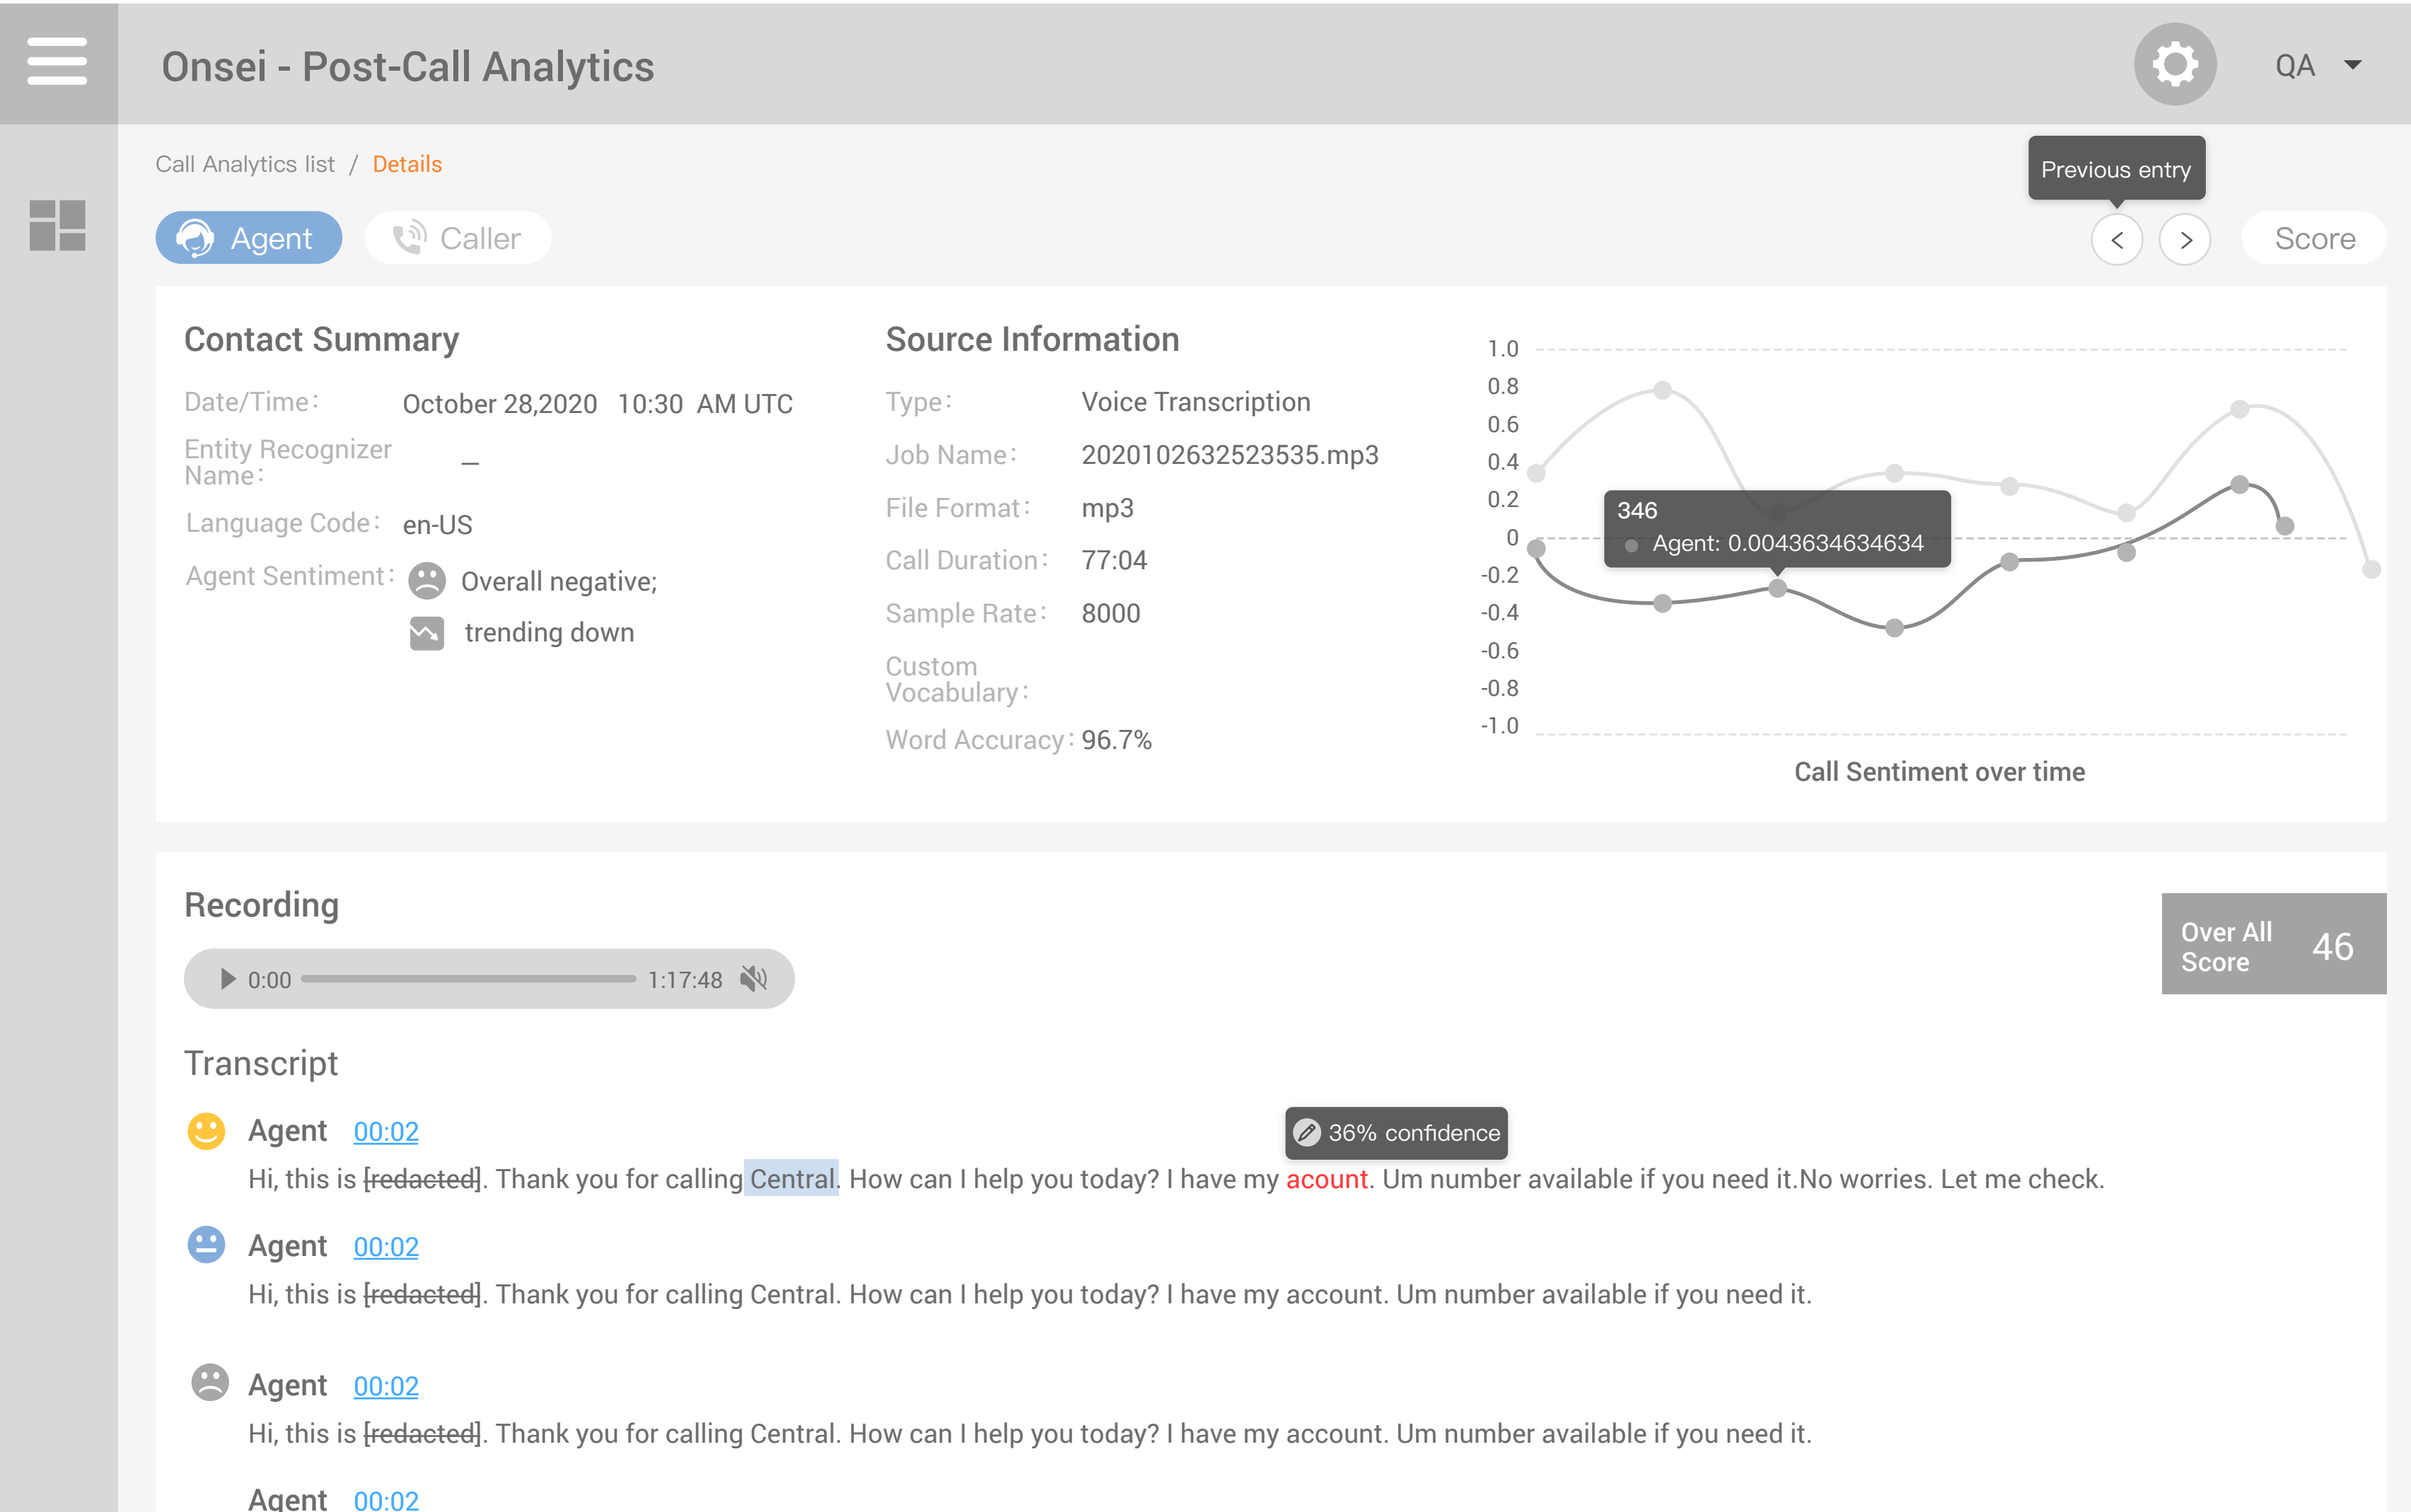 Onsei - Post-Call Analytics
QA
Call Analytics list / Details
Previous entry
Agent
Caller
<
>
Score
Contact Summary
Date/Time:
October 28,2020 10:30 AM UTC
Entity Recognizer
Name:
—
Language Code:
en-US
Agent Sentiment:
Overall negative;
trending down
Source Information
Type:
Voice Transcription
Job Name:
2020102632523535.mp3
File Format:
mp3
Call Duration:
77:04
Sample Rate:
8000
Custom
Vocabulary:
Word Accuracy:
96.7%
1.0
0.8
0.6
0.4
0.2
0
-0.2
-0.4
-0.6
-0.8
-1.0
346
Agent: 0.0043634634634
Call Sentiment over time
Recording
0:00
1:17:48
Over All
Score
46
Transcript
Agent 00:02
36% confidence
Hi, this is [redacted]. Thank you for calling Central. How can I help you today? I have my acount. Um number available if you need it.No worries. Let me check.
Agent 00:02
Hi, this is [redacted]. Thank you for calling Central. How can I help you today? I have my account. Um number available if you need it.
Agent 00:02
Hi, this is [redacted]. Thank you for calling Central. How can I help you today? I have my account. Um number available if you need it.
Agent 00:02